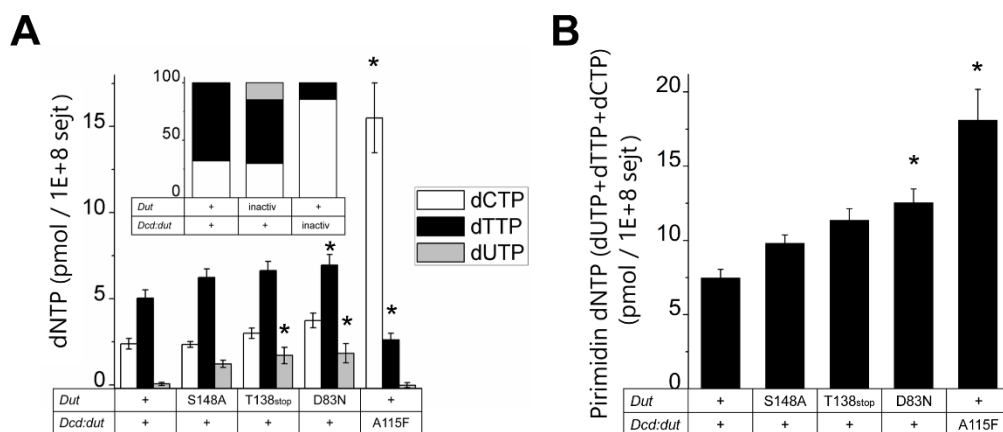 A
dNTP (pmol / 1E+8 sejt)
15
10
5
0
*
100
50
0
Dut + inactiv +
Dcd:dut + + inactiv
dCTP
dTTP
dUTP
* * * *
Dut + S148A T138stop D83N +
Dcd:dut + + + + A115F
B
Pirimidin dNTP (dUTP+dTTP+dCTP)
(pmol / 1E+8 sejt)
20
15
10
5
0
*
*
Dut + S148A T138stop D83N +
Dcd:dut + + + + A115F